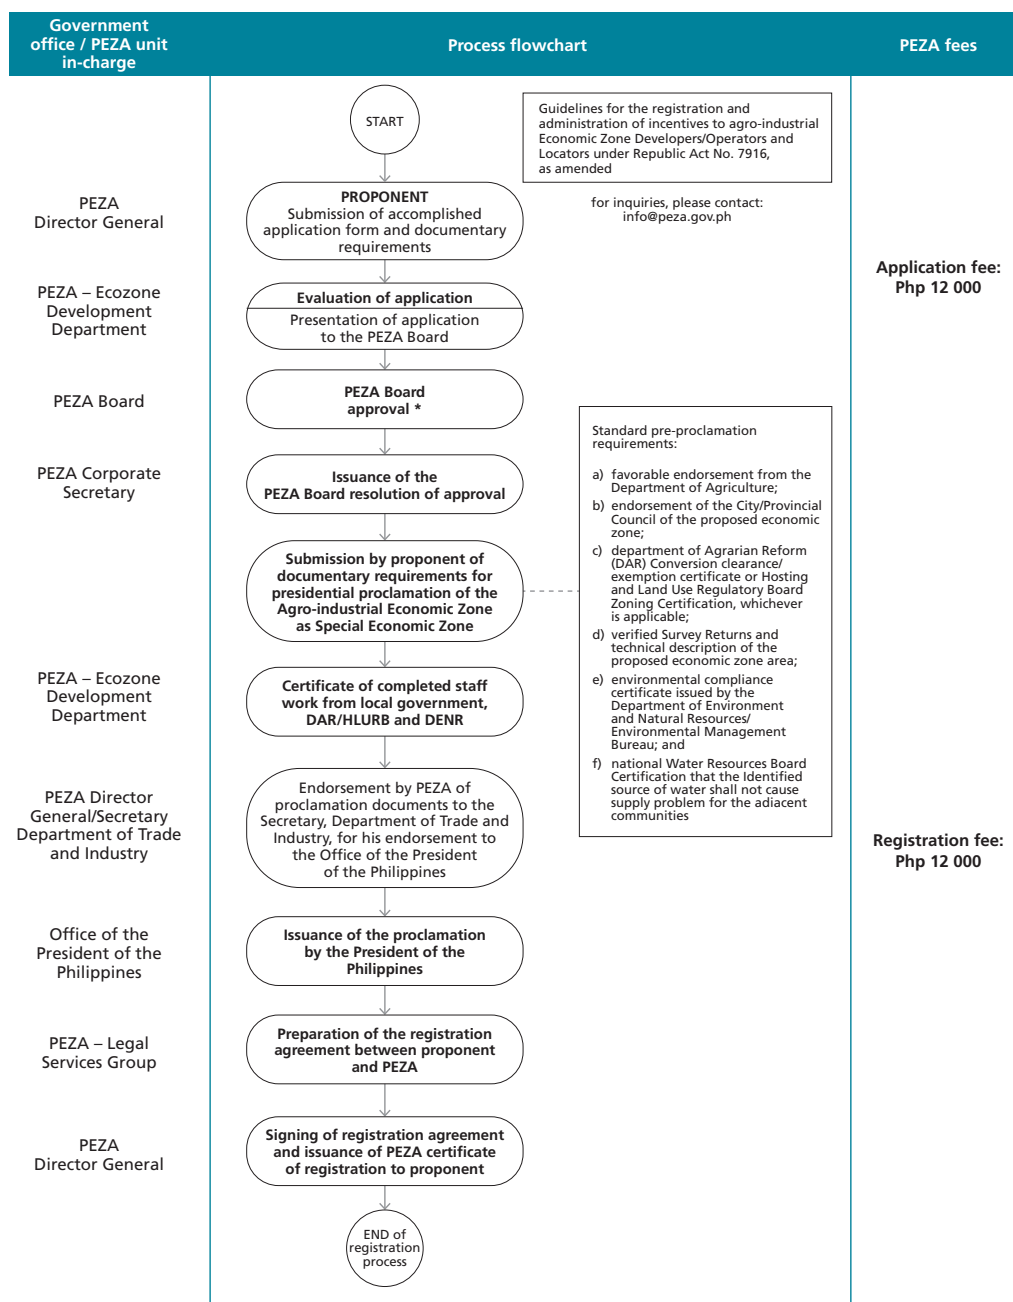 Government
office / PEZA unit
in-charge
Process flowchart
PEZA fees
START
Guidelines for the registration and
administration of incentives to agro-industrial
Economic Zone Developers/Operators and
Locators under Republic Act No. 7916,
as amended
for inquiries, please contact:
info@peza.gov.ph
PEZA
Director General
PROPONENT
Submission of accomplished
application form and documentary
requirements
Application fee:
Php 12 000
PEZA – Ecozone
Development
Department
Evaluation of application
Presentation of application
to the PEZA Board
PEZA Board
PEZA Board
approval *
PEZA Corporate
Secretary
Issuance of the
PEZA Board resolution of approval
Submission by proponent of
documentary requirements for
presidential proclamation of the
Agro-industrial Economic Zone
as Special Economic Zone
Standard pre-proclamation
requirements:
a) favorable endorsement from the
Department of Agriculture;
b) endorsement of the City/Provincial
Council of the proposed economic
zone;
c) department of Agrarian Reform
(DAR) Conversion clearance/
exemption certificate or Hosting
and Land Use Regulatory Board
Zoning Certification, whichever
is applicable;
d) verified Survey Returns and
technical description of the
proposed economic zone area;
e) environmental compliance
certificate issued by the
Department of Environment
and Natural Resources/
Environmental Management
Bureau; and
f) national Water Resources Board
Certification that the Identified
source of water shall not cause
supply problem for the adiacent
communities
PEZA – Ecozone
Development
Department
Certificate of completed staff
work from local government,
DAR/HLURB and DENR
PEZA Director
General/Secretary
Department of Trade
and Industry
Endorsement by PEZA of
proclamation documents to the
Secretary, Department of Trade and
Industry, for his endorsement to
the Office of the President
of the Philippines
Registration fee:
Php 12 000
Office of the
President of the
Philippines
Issuance of the proclamation
by the President of the
Philippines
PEZA – Legal
Services Group
Preparation of the registration
agreement between proponent
and PEZA
PEZA
Director General
Signing of registration agreement
and issuance of PEZA certificate
of registration to proponent
END of
registration
process